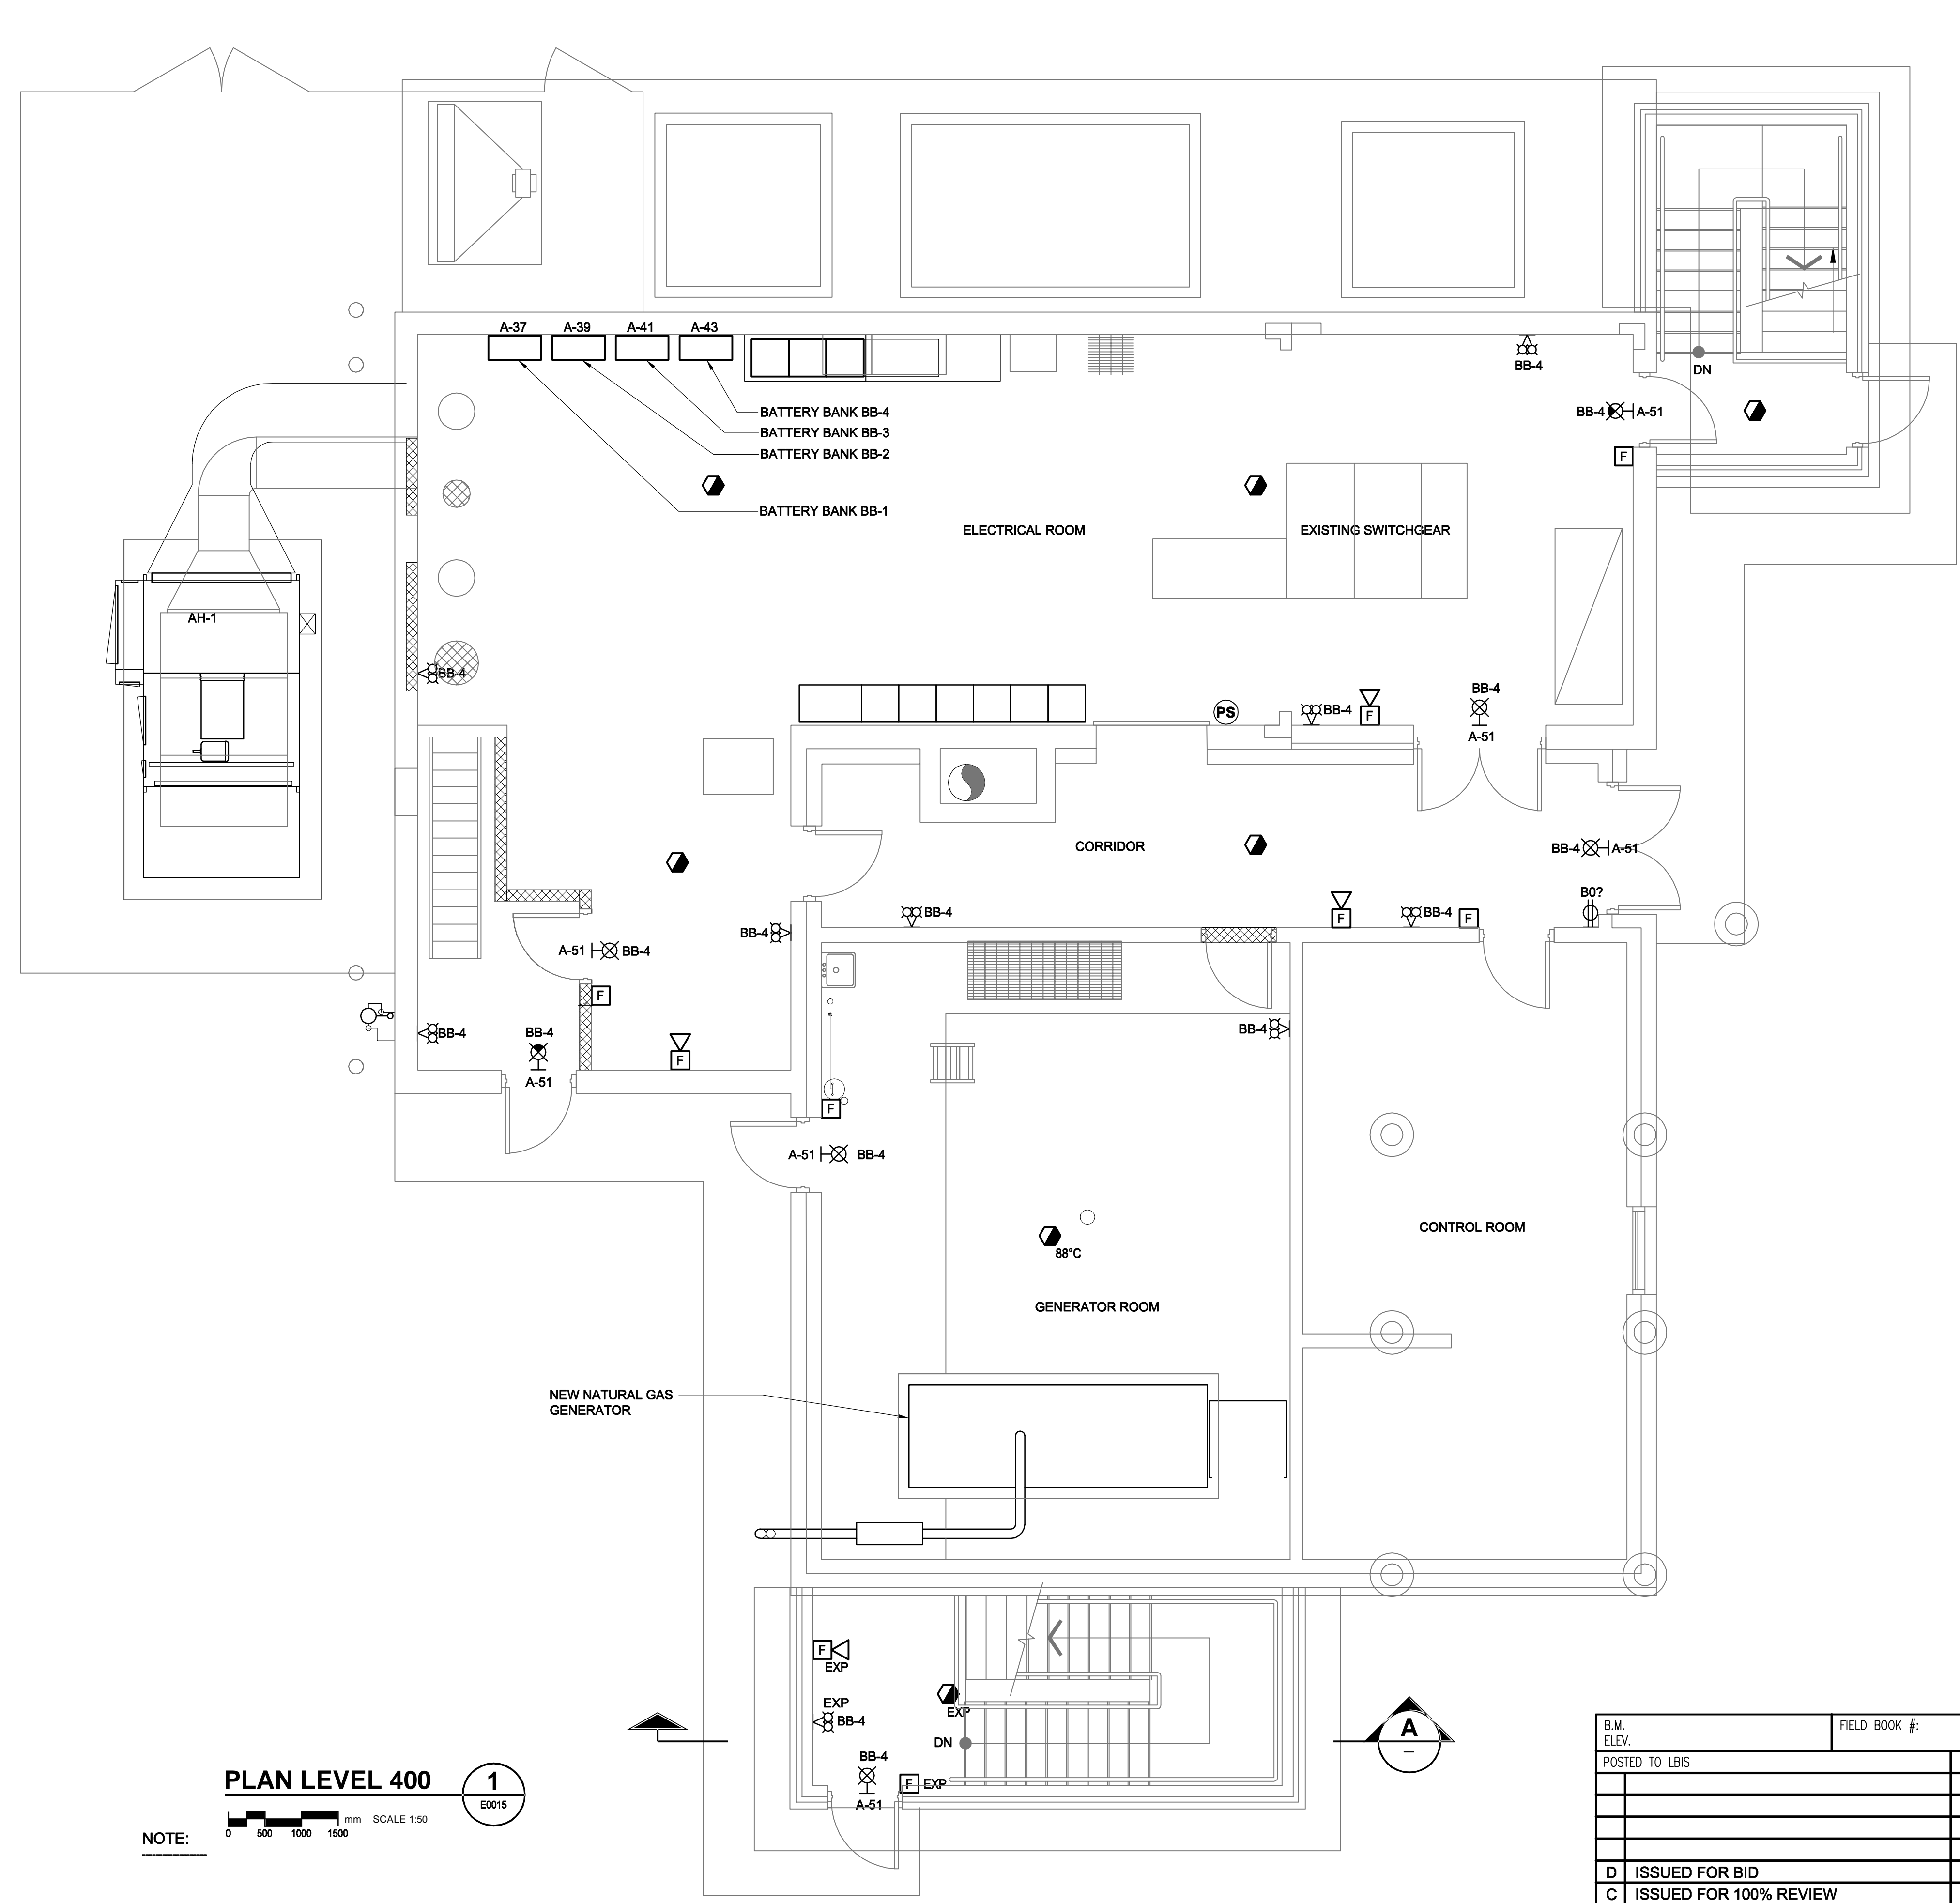 A-37 A-39 A-41 A-43
BB-4
DN
BATTERY BANK BB-4
BATTERY BANK BB-3
BATTERY BANK BB-2
BATTERY BANK BB-1
BB-4 A-51
F
ELECTRICAL ROOM
EXISTING SWITCHGEAR
AH-1
BB-4
PS
BB-4
F
BB-4
A-51
CORRIDOR
BB-4 A-51
B0?
BB-4
F
BB-4
F
BB-4
A-51 BB-4
F
BB-4
BB-4
A-51
F
BB-4
F
A-51 BB-4
88°C
GENERATOR ROOM
CONTROL ROOM
NEW NATURAL GAS
GENERATOR
F
EXP
EXP
BB-4
EXP
DN
BB-4
A-51
F EXP
A
–
PLAN LEVEL 400
1
E0015
0 500 1000 1500
mm SCALE 1:50
NOTE:
B.M.
ELEV.
FIELD BOOK #:
POSTED TO LBIS
D ISSUED FOR BID
C ISSUED FOR 100% REVIEW